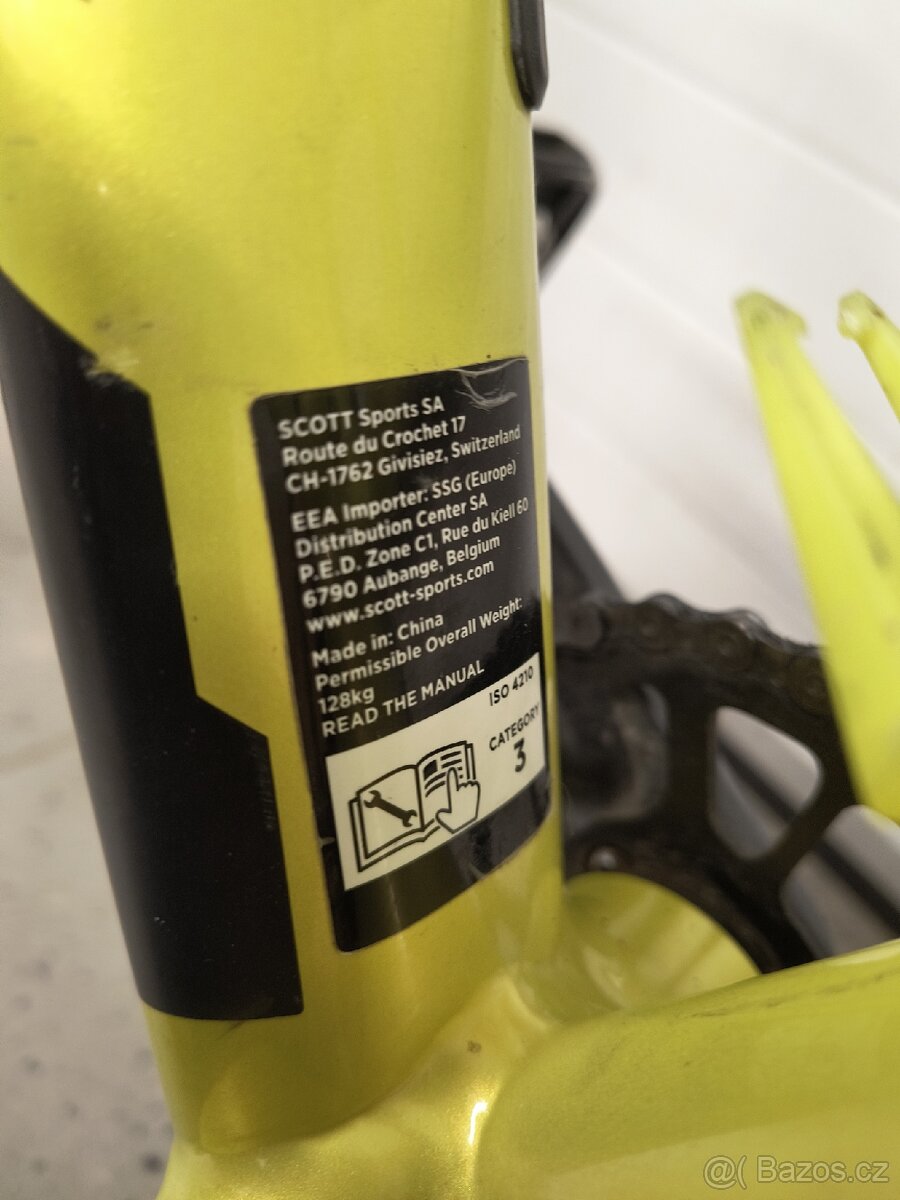 SCOTT Sports SA
Route du Crochet 17
CH-1762 Givisiez, Switzerland
EEA Importer: SSG (Europe)
Distribution Center SA
P.E.D. Zone C1, Rue du Kiell 60
6790 Aubange, Belgium
www.scott-sports.com
Made in: China
Permissible Overall Weight:
128kg
READ THE MANUAL
ISO 4210
CATEGORY
3
@( Bazos.cz